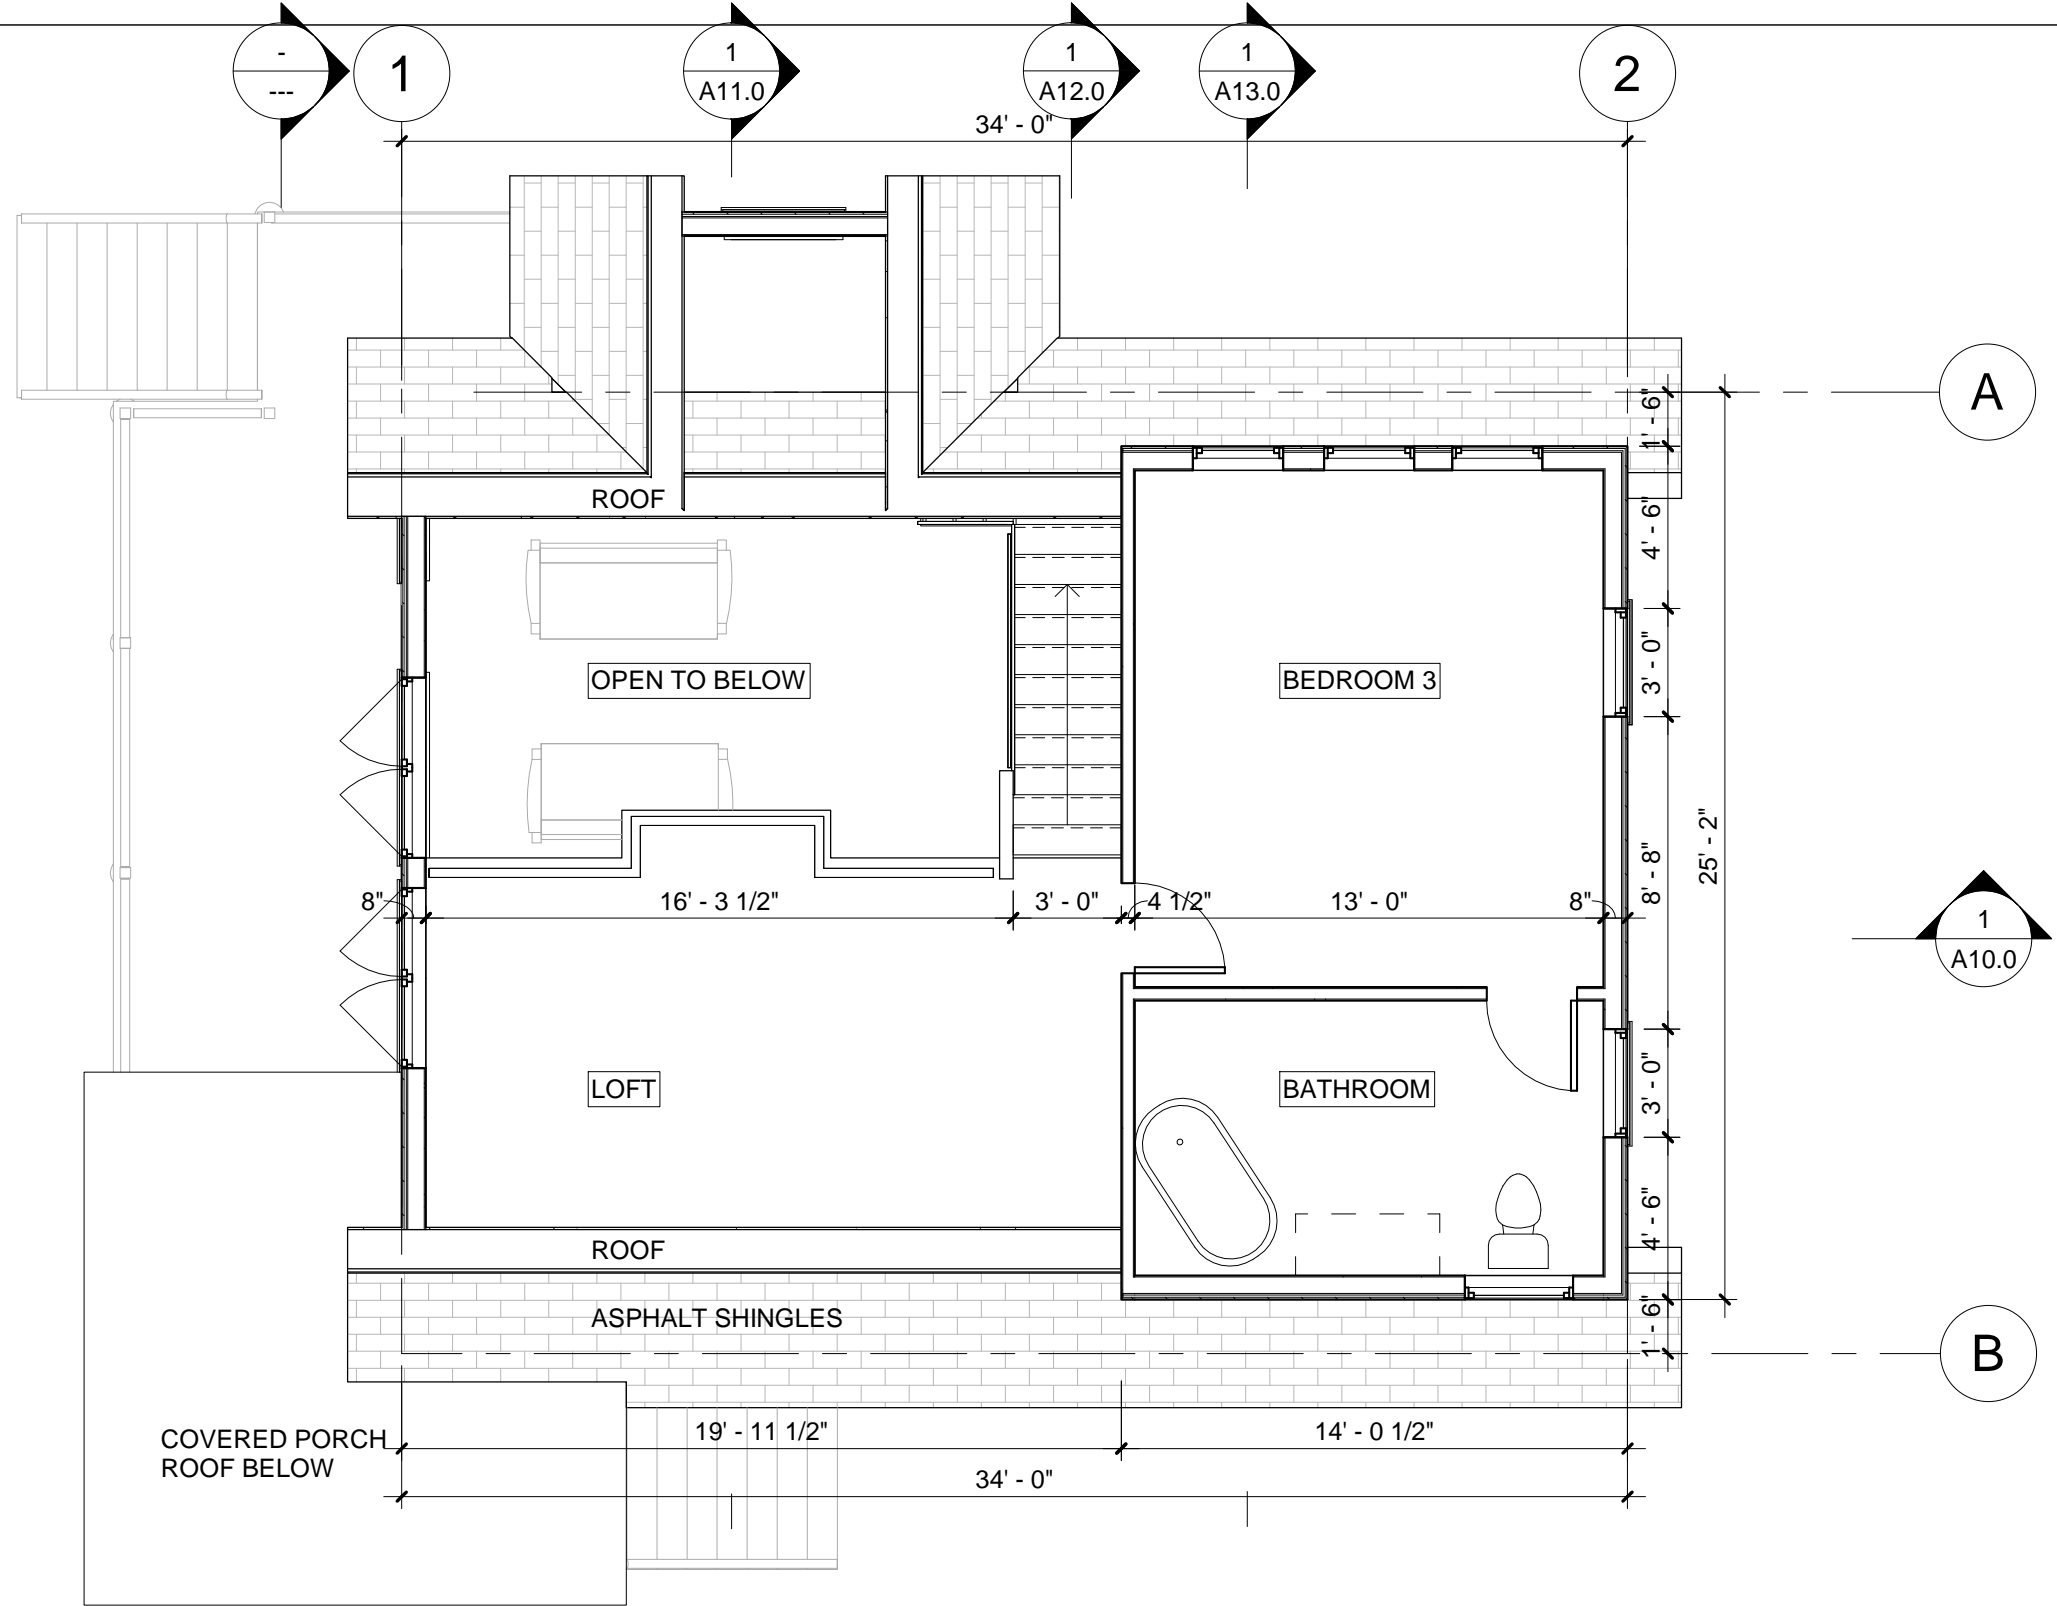 -
---
1
1
A11.0
1
A12.0
1
A13.0
2
34' - 0"
A
1' - 6"
ROOF
4' - 6"
OPEN TO BELOW
BEDROOM 3
3' - 0"
25' - 2"
8' - 8"
8"
16' - 3 1/2"
3' - 0"
4 1/2"
13' - 0"
8"
1
A10.0
LOFT
BATHROOM
3' - 0"
4' - 6"
ROOF
ASPHALT SHINGLES
1' - 6"
B
COVERED PORCH
ROOF BELOW
19' - 11 1/2"
14' - 0 1/2"
34' - 0"